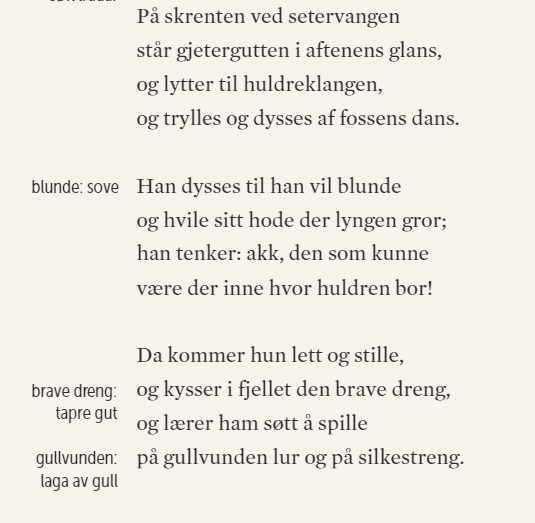 På skrenten ved setervangen
står gjetergutten i aftenens glans,
og lytter til huldreklangen,
og trylles og dysses af fossens dans.
blunde: sove
Han dysses til han vil blunde
og hvile sitt hode der lyngen gror;
han tenker: akk, den som kunne
være der inne hvor huldren bor!
Da kommer hun lett og stille,
brave dreng:
tapre gut
og kysser i fjellet den brave dreng,
og lærer ham søtt å spille
gullvunden:
laga av gull
på gullvunden lur og på silkestreng.